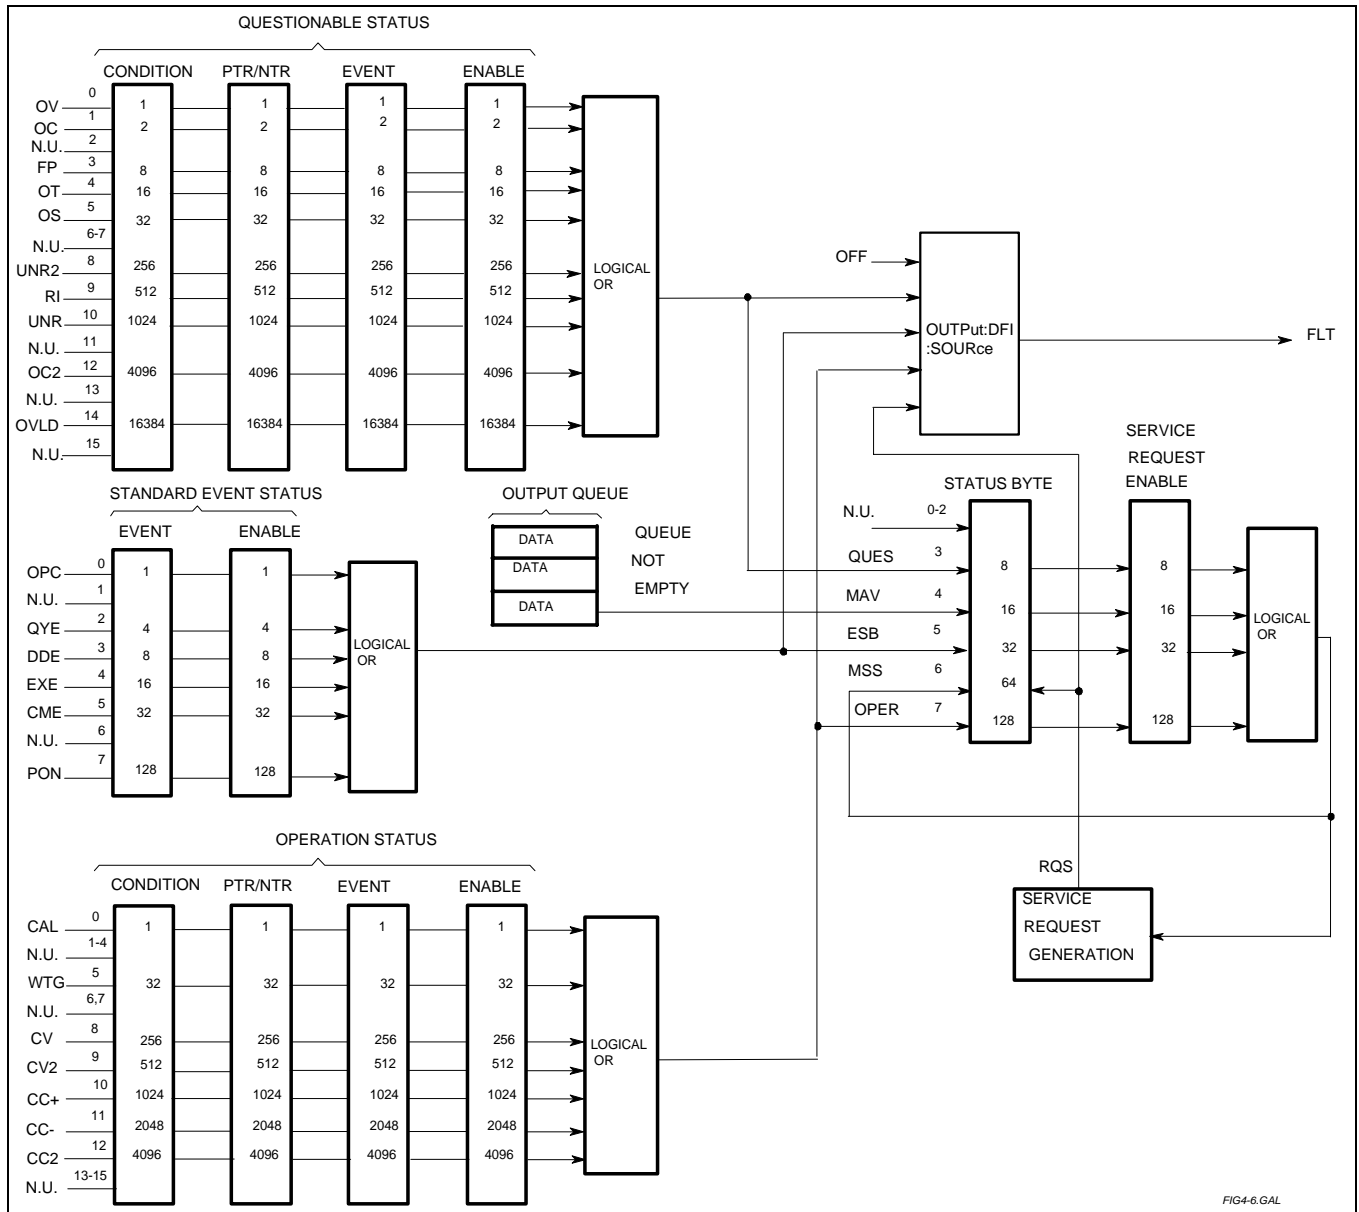 QUESTIONABLE STATUS
CONDITION PTR/NTR EVENT ENABLE
OV 0 1 1 1 1
OC 1 2 2 2 2
N.U. 2
FP 3 8 8 8 8
OT 4 16 16 16 16
OS 5 32 32 32 32
N.U. 6-7
UNR2 8 256 256 256 256
RI 9 512 512 512 512
UNR 10 1024 1024 1024 1024
N.U. 11
OC2 12 4096 4096 4096 4096
N.U. 13
OVLD 14 16384 16384 16384 16384
N.U. 15
LOGICAL
OR
OFF
OUTPut:DFI
:SOURce
FLT
STANDARD EVENT STATUS
EVENT ENABLE
OPC 0 1 1
N.U. 1
QYE 2 4 4
DDE 3 8 8
EXE 4 16 16
CME 5 32 32
N.U. 6
PON 7 128 128
LOGICAL
OR
OUTPUT QUEUE
DATA
DATA
DATA
QUEUE
NOT
EMPTY
STATUS BYTE
SERVICE
REQUEST
ENABLE
N.U. 0-2
QUES 3 8 8
MAV 4 16 16
ESB 5 32 32
MSS 6 64
OPER 7 128 128
LOGICAL
OR
RQS
SERVICE
REQUEST
GENERATION
OPERATION STATUS
CONDITION PTR/NTR EVENT ENABLE
CAL 0 1 1 1 1
N.U. 1-4
WTG 5 32 32 32 32
N.U. 6,7
CV 8 256 256 256 256
CV2 9 512 512 512 512
CC+ 10 1024 1024 1024 1024
CC- 11 2048 2048 2048 2048
CC2 12 4096 4096 4096 4096
N.U. 13-15
LOGICAL
OR
FIG4-6.GAL